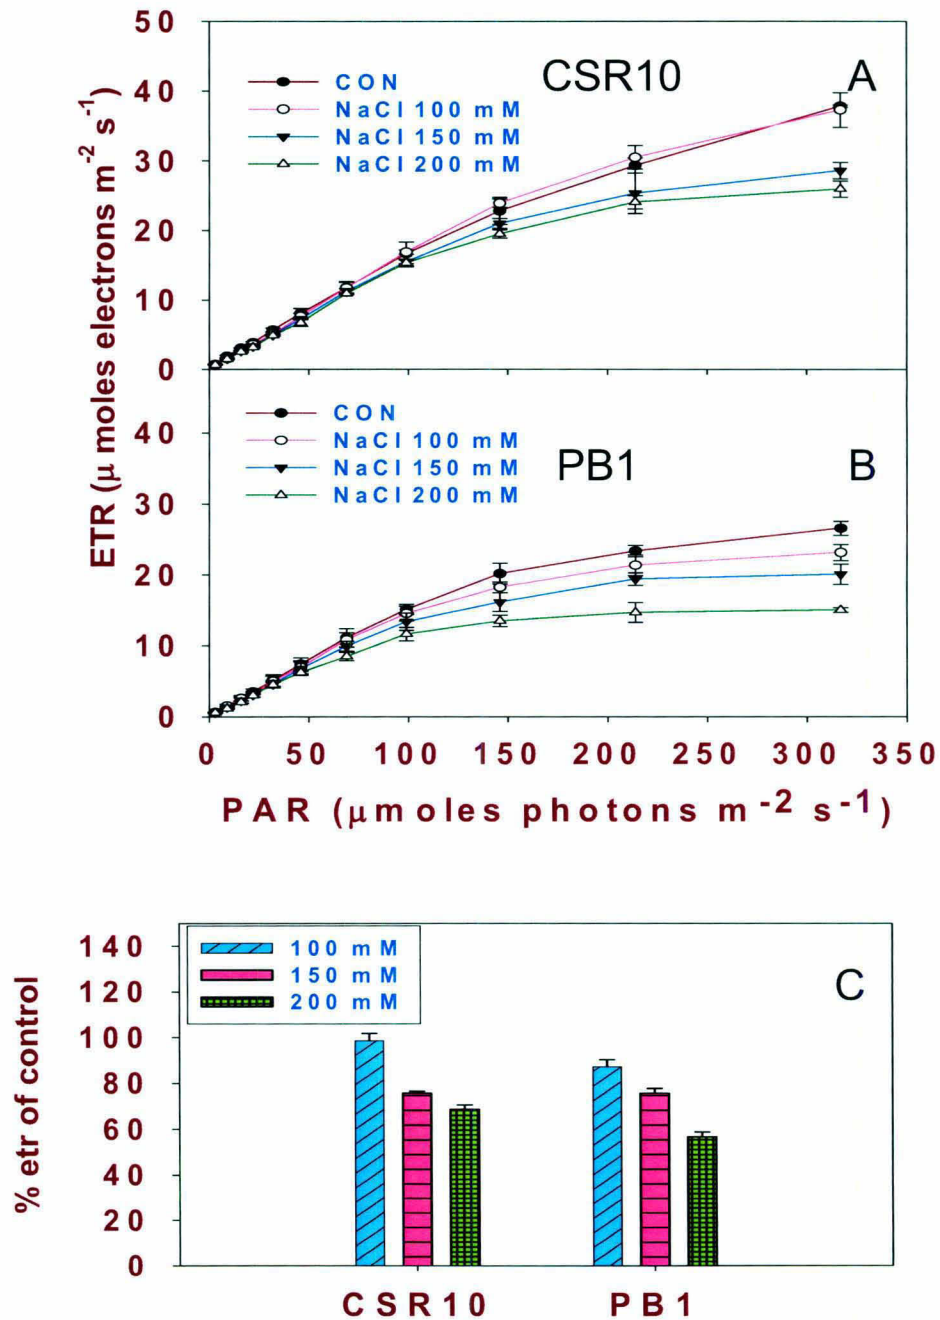 50
40
30
20
10
0
CSR10
A
CON
NaCl 100 mM
NaCl 150 mM
NaCl 200 mM
ETR (μ moles electrons m-2 s-1)
40
30
20
10
0
PB1
B
CON
NaCl 100 mM
NaCl 150 mM
NaCl 200 mM
0 50 100 150 200 250 300 350
PAR (μmoles photons m-2 s-1)
% etr of control
140
120
100
80
60
40
20
0
100 mM
150 mM
200 mM
C
CSR10 PB1